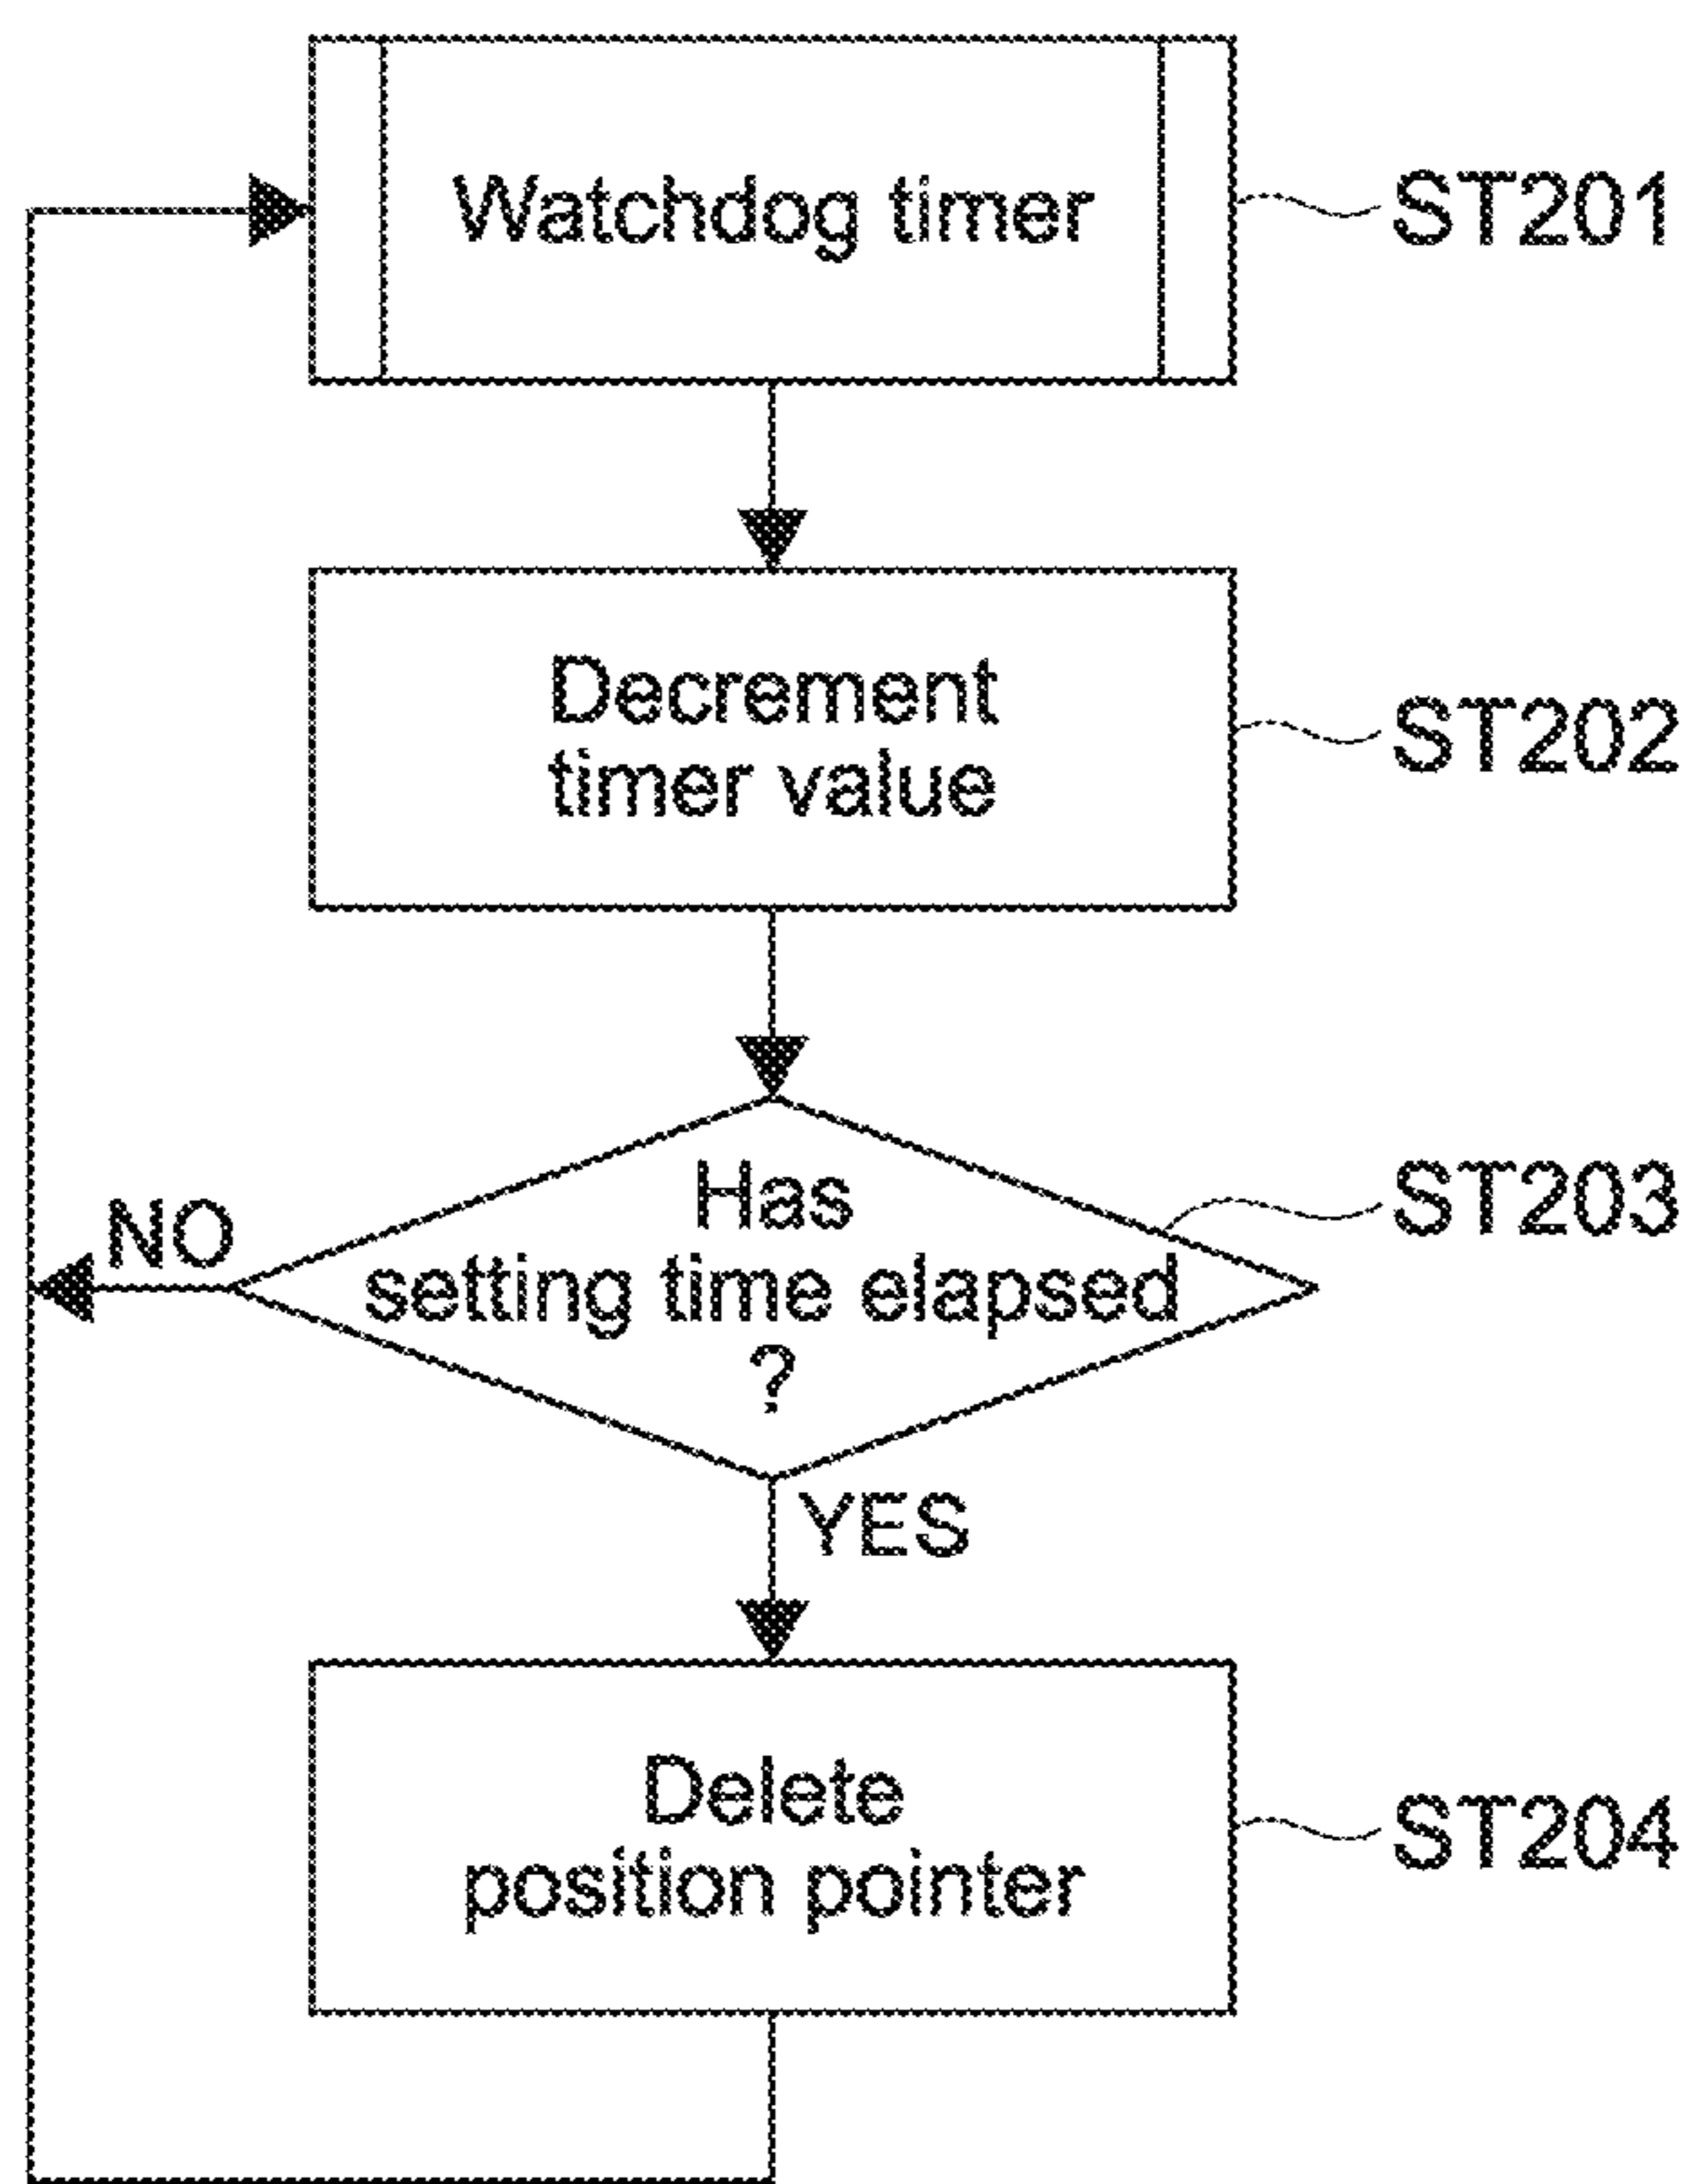 Watchdog timer
ST201
Decrement
timer value
ST202
Has
setting time elapsed
?
ST203
NO
YES
Delete
position pointer
ST204